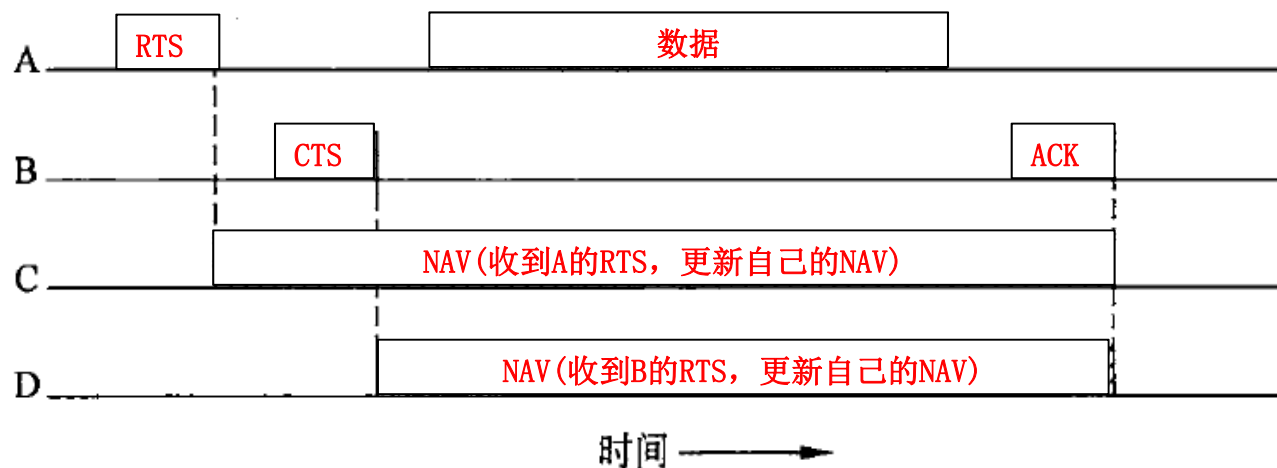 A RTS 数据
B CTS ACK
C NAV(收到A的RTS，更新自己的NAV)
D NAV(收到B的RTS，更新自己的NAV)
时间